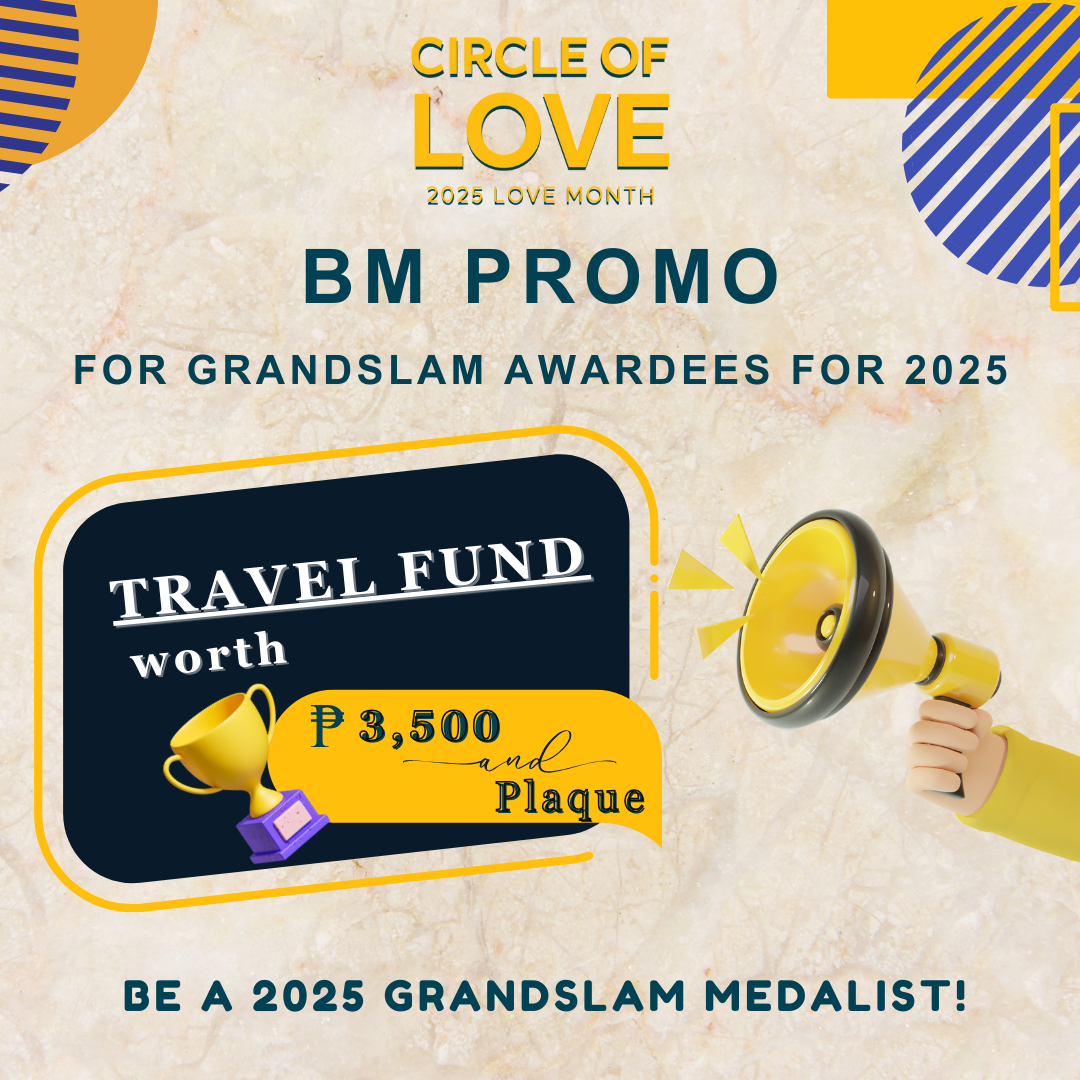 CIRCLE OF
LOVE
2025 LOVE MONTH
BM PROMO
FOR GRANDSLAM AWARDEES FOR 2025
TRAVEL FUND
worth
₱ 3,500
and
Plaque
BE A 2025 GRANDSLAM MEDALIST!